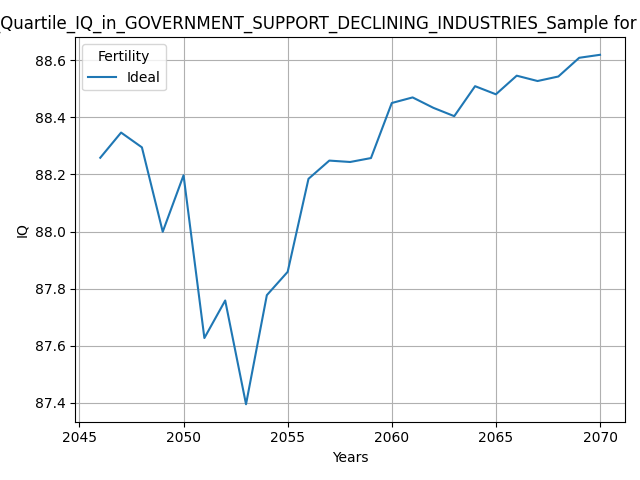 _Quartile_IQ_in_GOVERNMENT_SUPPORT_DECLINING_INDUSTRIES_Sample for
Fertility
Ideal
88.6
88.4
88.2
88.0
87.8
87.6
87.4
IQ
2045 2050 2055 2060 2065 2070
Years